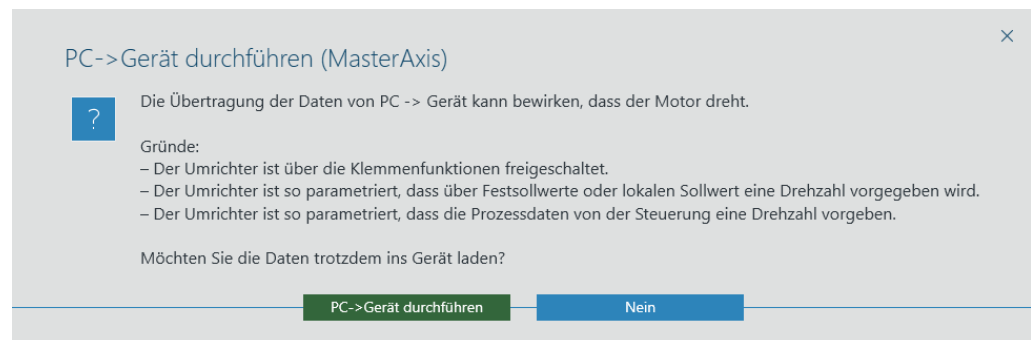 PC->Gerät durchführen (MasterAxis)
?
Die Übertragung der Daten von PC -> Gerät kann bewirken, dass der Motor dreht.
Gründe:
– Der Umrichter ist über die Klemmenfunktionen freigeschaltet.
– Der Umrichter ist so parametriert, dass über Festsollwerte oder lokalen Sollwert eine Drehzahl vorgegeben wird.
– Der Umrichter ist so parametriert, dass die Prozessdaten von der Steuerung eine Drehzahl vorgeben.
Möchten Sie die Daten trotzdem ins Gerät laden?
PC->Gerät durchführen
Nein